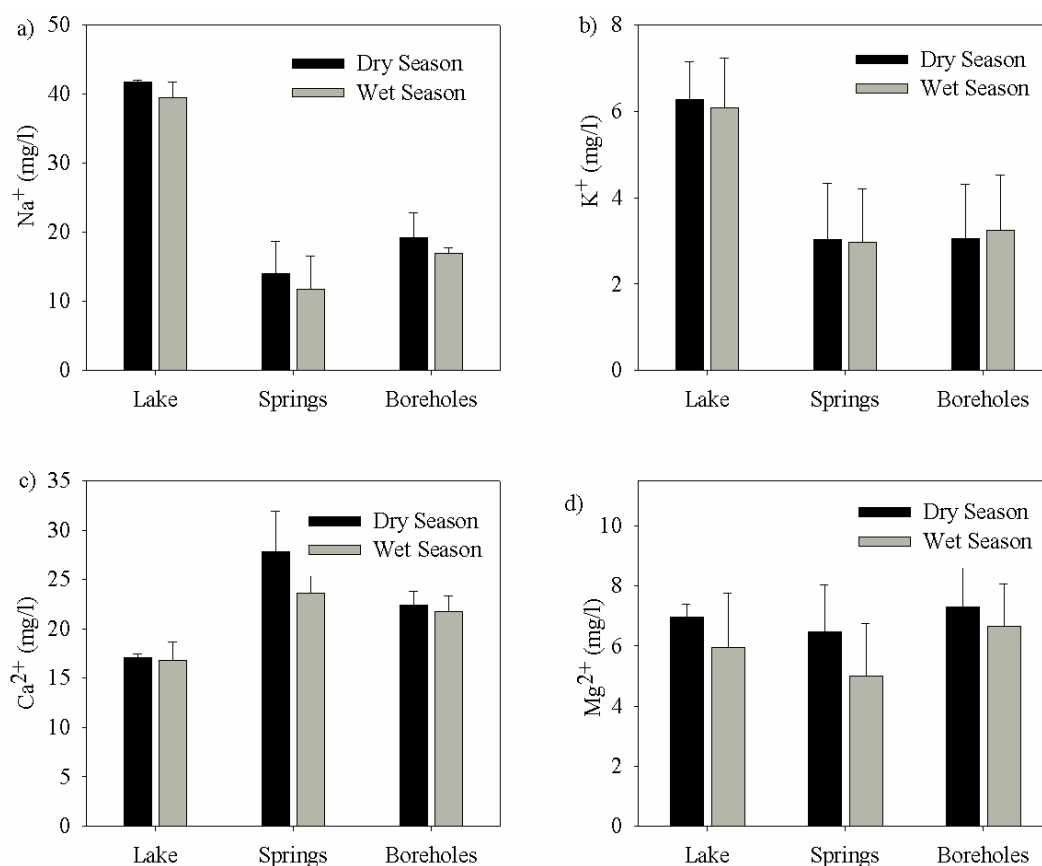 a)
50
40
30
20
10
0
Na⁺ (mg/l)
Dry Season
Wet Season
Lake Springs Boreholes
b)
8
6
4
2
0
K⁺ (mg/l)
Dry Season
Wet Season
Lake Springs Boreholes
c)
35
30
25
20
15
10
5
0
Ca²⁺ (mg/l)
Dry Season
Wet Season
Lake Springs Boreholes
d)
10
8
6
4
2
0
Mg²⁺ (mg/l)
Dry Season
Wet Season
Lake Springs Boreholes